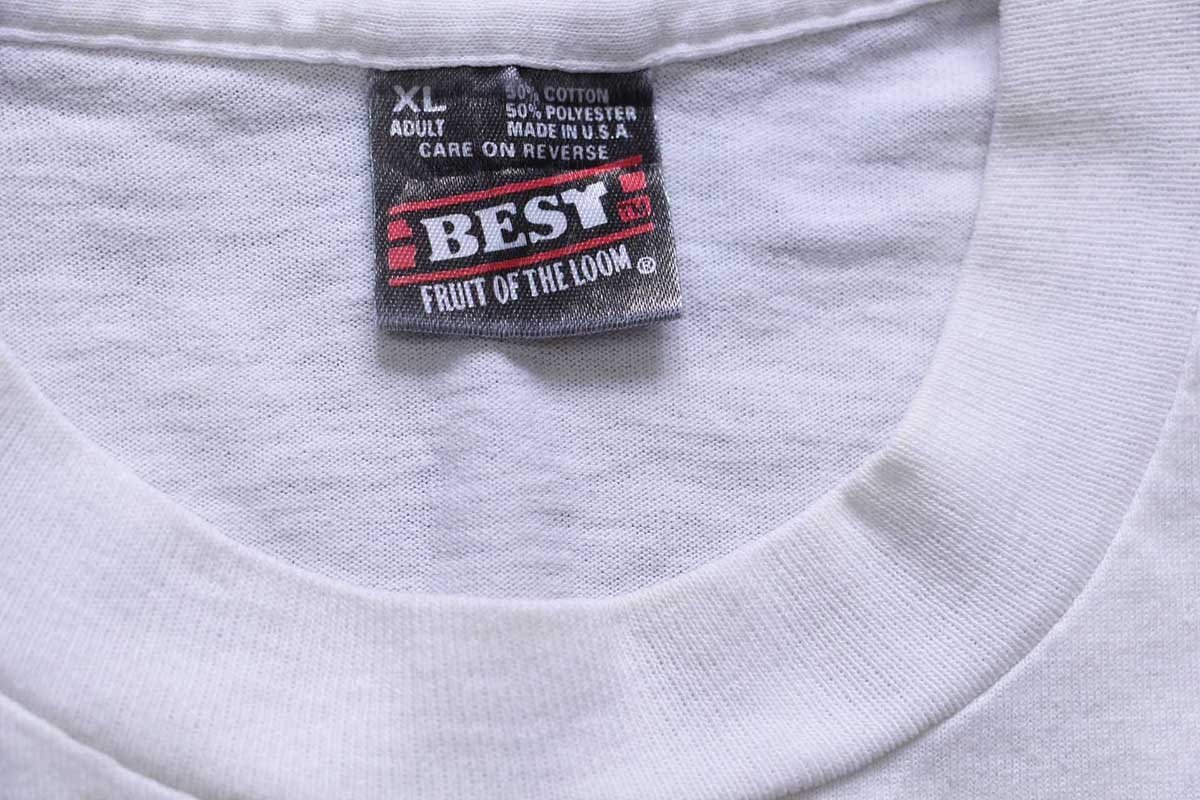 XL
ADULT
50% COTTON
50% POLYESTER
MADE IN U.S.A.
CARE ON REVERSE
BEST
FRUIT OF THE LOOM ®